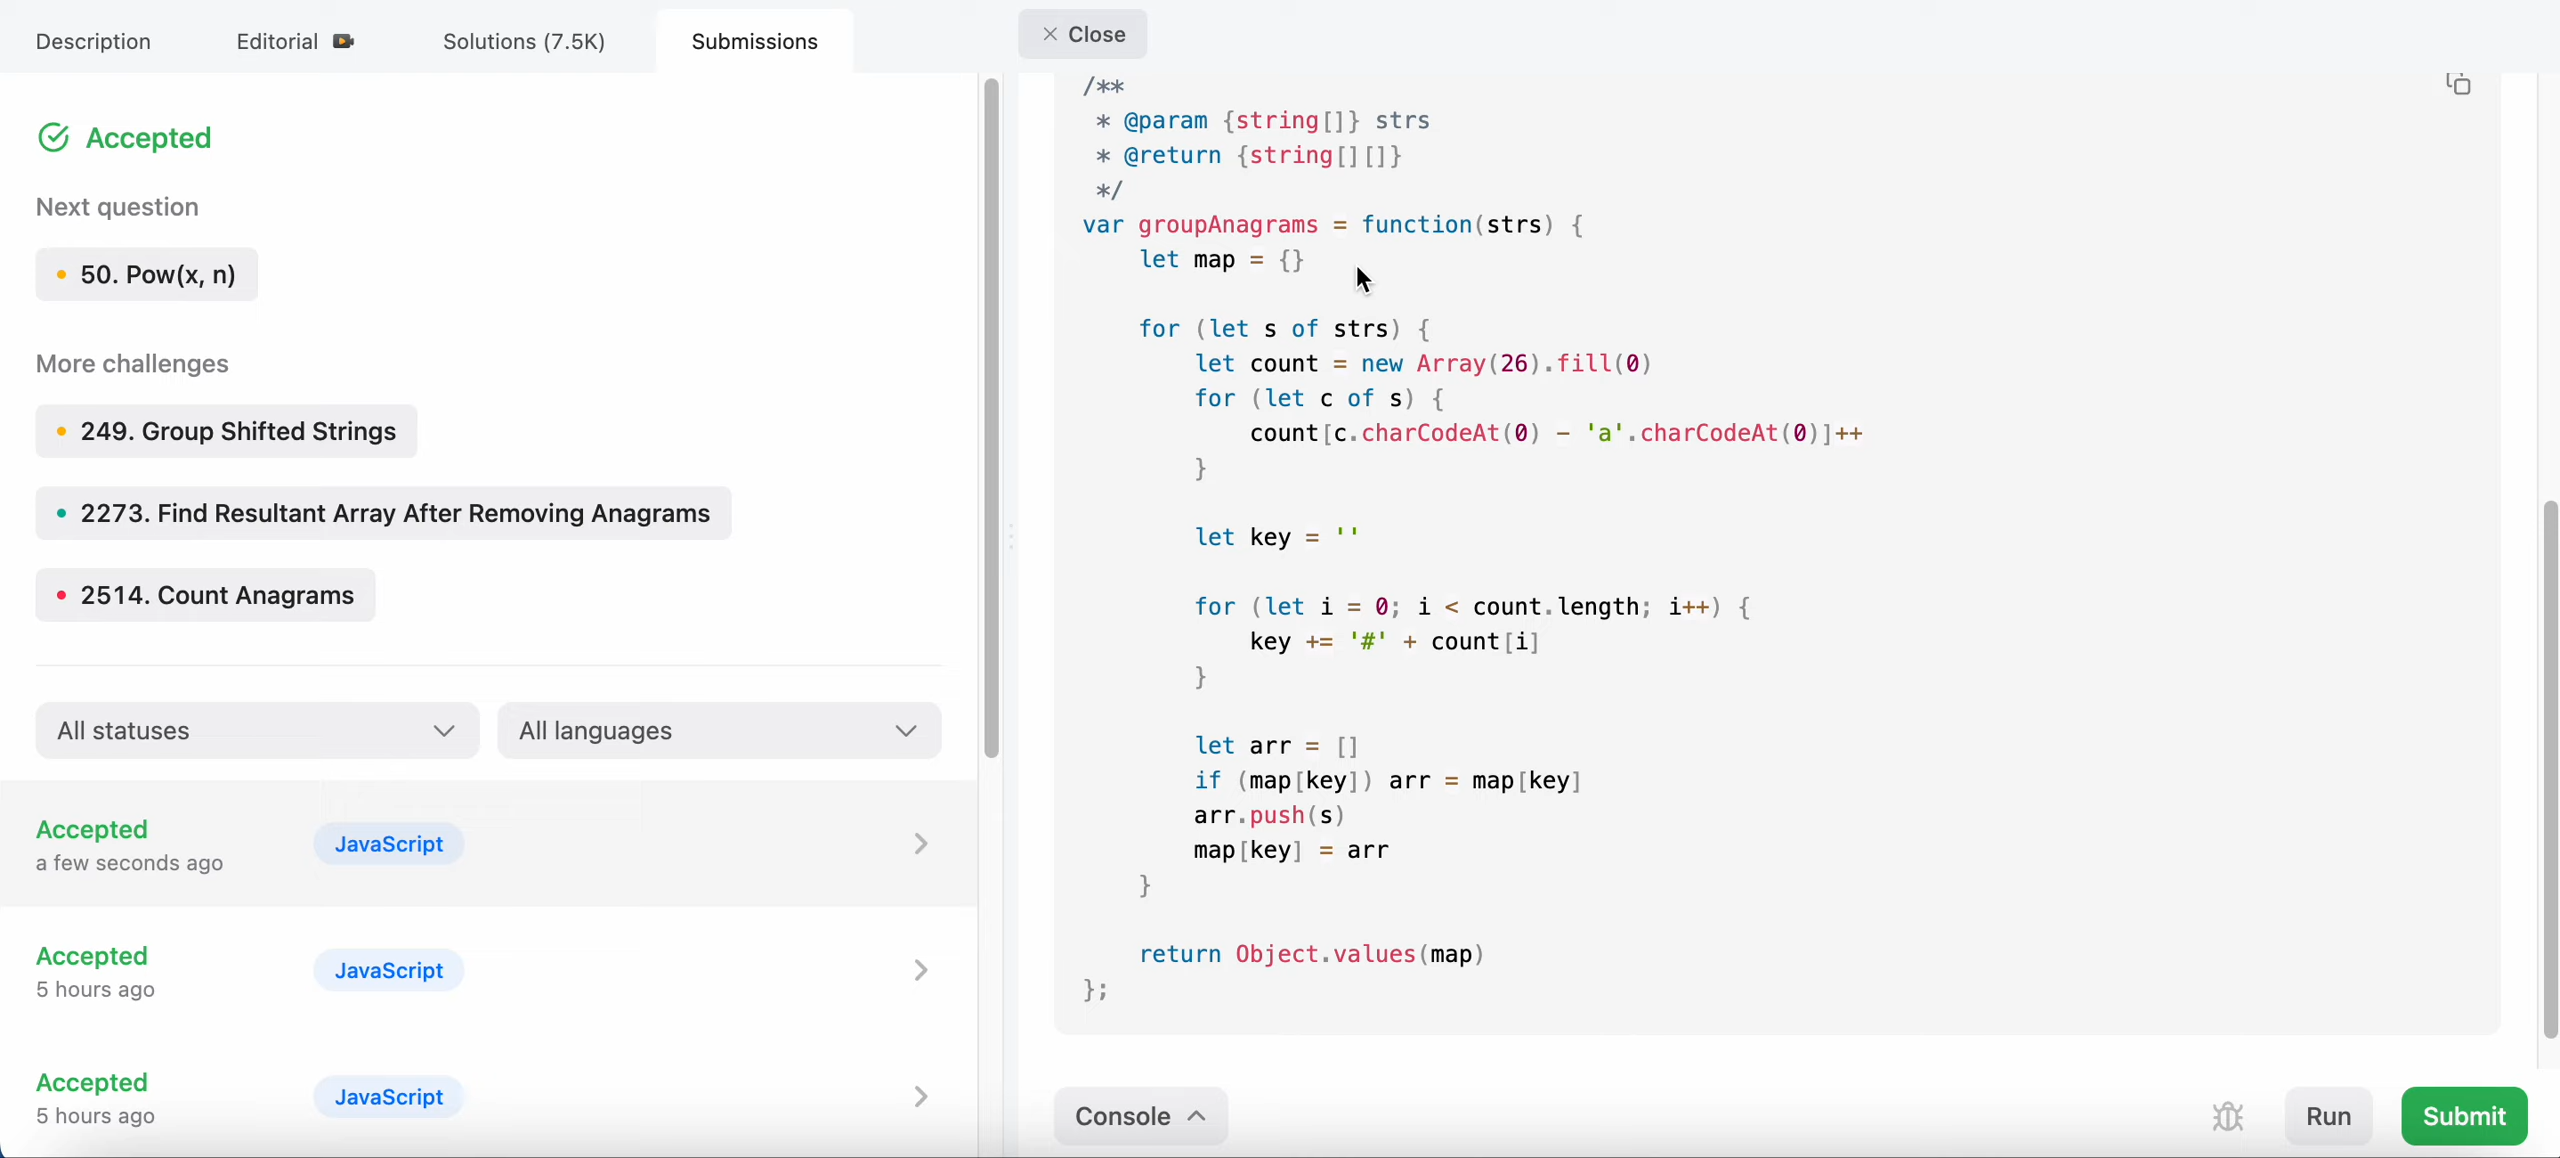 Description
Editorial
Solutions (7.5K)
Submissions
Close
Accepted
Next question
50. Pow(x, n)
More challenges
249. Group Shifted Strings
2273. Find Resultant Array After Removing Anagrams
2514. Count Anagrams
All statuses
All languages
Accepted
a few seconds ago
JavaScript
Accepted
5 hours ago
JavaScript
Accepted
5 hours ago
JavaScript
/**
 * @param {string[]} strs
 * @return {string[][]}
 */
var groupAnagrams = function(strs) {
    let map = {}
    for (let s of strs) {
        let count = new Array(26).fill(0)
        for (let c of s) {
            count[c.charCodeAt(0) - 'a'.charCodeAt(0)]++
        }
        let key = ''
        for (let i = 0; i < count.length; i++) {
            key += '#' + count[i]
        }
        let arr = []
        if (map[key]) arr = map[key]
        arr.push(s)
        map[key] = arr
    }
    return Object.values(map)
};
Console
Run
Submit